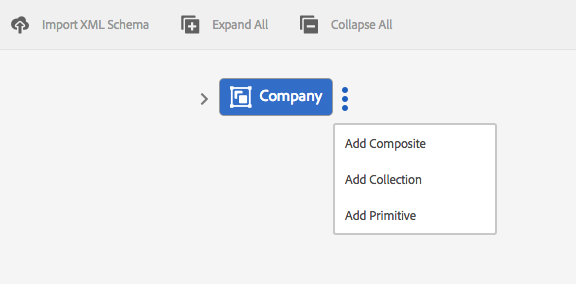 Import XML Schema Expand All Collapse All
Company
Add Composite
Add Collection
Add Primitive